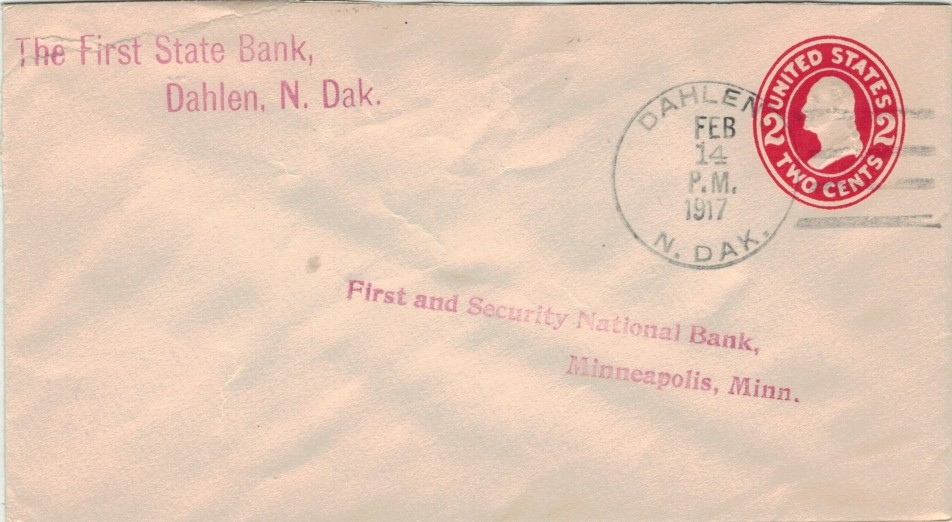 The First State Bank,
Dahlen, N. Dak.
DAHLEN
FEB
14
P.M.
1917
N. DAK.
UNITED STATES
2 2
TWO CENTS
First and Security National Bank,
Minneapolis, Minn.